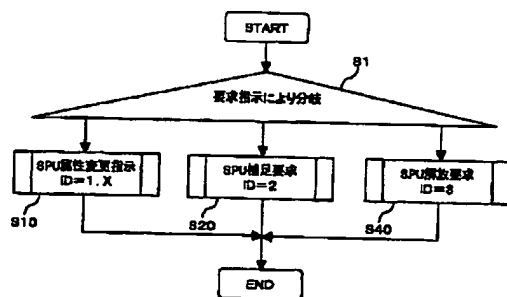 START
S1
要求指示により分岐
SPU属性変更指示
ID=1,X
SPU補足要求
ID=2
SPU解放要求
ID=3
S10
S20
S40
END